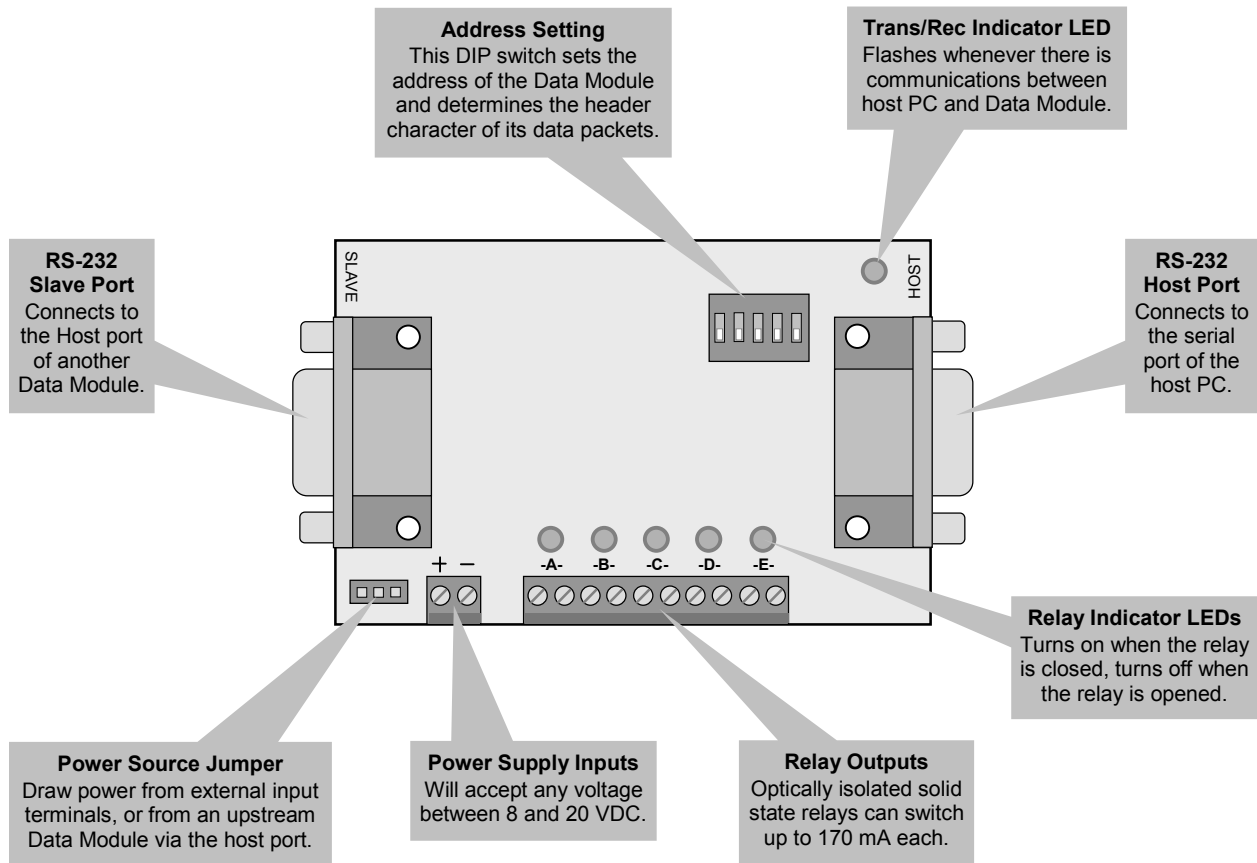 Address Setting
This DIP switch sets the
address of the Data Module
and determines the header
character of its data packets.
Trans/Rec Indicator LED
Flashes whenever there is
communications between
host PC and Data Module.
RS-232
Slave Port
Connects to
the Host port
of another
Data Module.
SLAVE
HOST
RS-232
Host Port
Connects to
the serial
port of the
host PC.
+ −
-A- -B- -C- -D- -E-
Relay Indicator LEDs
Turns on when the relay
is closed, turns off when
the relay is opened.
Power Source Jumper
Draw power from external input
terminals, or from an upstream
Data Module via the host port.
Power Supply Inputs
Will accept any voltage
between 8 and 20 VDC.
Relay Outputs
Optically isolated solid
state relays can switch
up to 170 mA each.